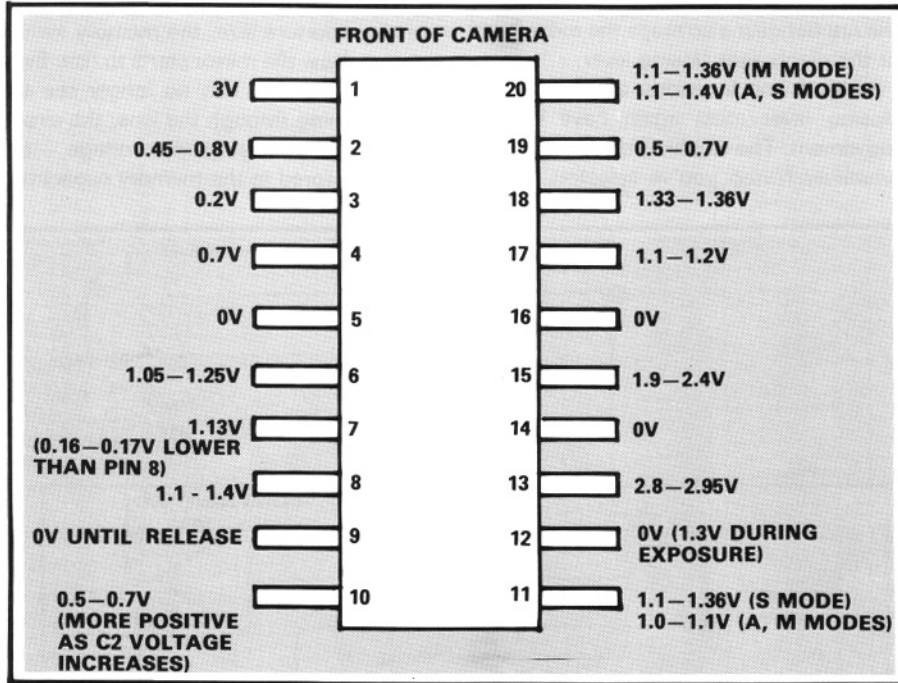 FRONT OF CAMERA
3V 1
0.45–0.8V 2
0.2V 3
0.7V 4
0V 5
1.05–1.25V 6
1.13V 7
(0.16–0.17V LOWER
THAN PIN 8)
1.1 - 1.4V 8
0V UNTIL RELEASE 9
0.5–0.7V 10
(MORE POSITIVE
AS C2 VOLTAGE
INCREASES)
20 1.1–1.36V (M MODE)
1.1–1.4V (A, S MODES)
19 0.5–0.7V
18 1.33–1.36V
17 1.1–1.2V
16 0V
15 1.9–2.4V
14 0V
13 2.8–2.95V
12 0V (1.3V DURING
EXPOSURE)
11 1.1–1.36V (S MODE)
1.0–1.1V (A, M MODES)